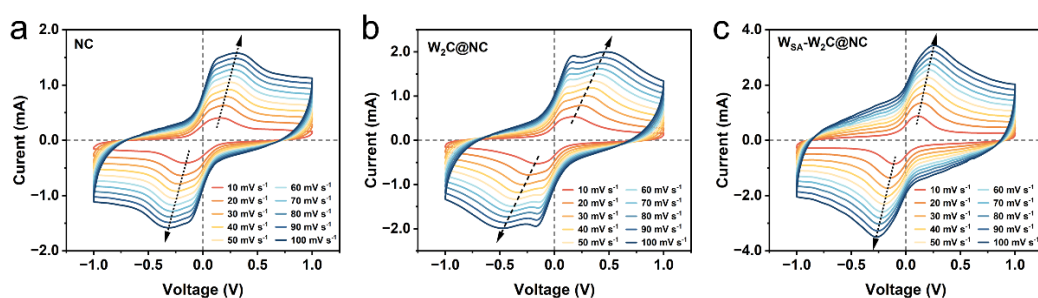 a
NC
2.0
1.0
0.0
−1.0
−2.0
Current (mA)
10 mV s-1 60 mV s-1
20 mV s-1 70 mV s-1
30 mV s-1 80 mV s-1
40 mV s-1 90 mV s-1
50 mV s-1 100 mV s-1
−1.0 −0.5 0.0 0.5 1.0
Voltage (V)
b
W2C@NC
2.0
1.0
0.0
−1.0
−2.0
Current (mA)
10 mV s-1 60 mV s-1
20 mV s-1 70 mV s-1
30 mV s-1 80 mV s-1
40 mV s-1 90 mV s-1
50 mV s-1 100 mV s-1
−1.0 −0.5 0.0 0.5 1.0
Voltage (V)
c
WSA-W2C@NC
4.0
2.0
0.0
−2.0
−4.0
Current (mA)
10 mV s-1 60 mV s-1
20 mV s-1 70 mV s-1
30 mV s-1 80 mV s-1
40 mV s-1 90 mV s-1
50 mV s-1 100 mV s-1
−1.0 −0.5 0.0 0.5 1.0
Voltage (V)